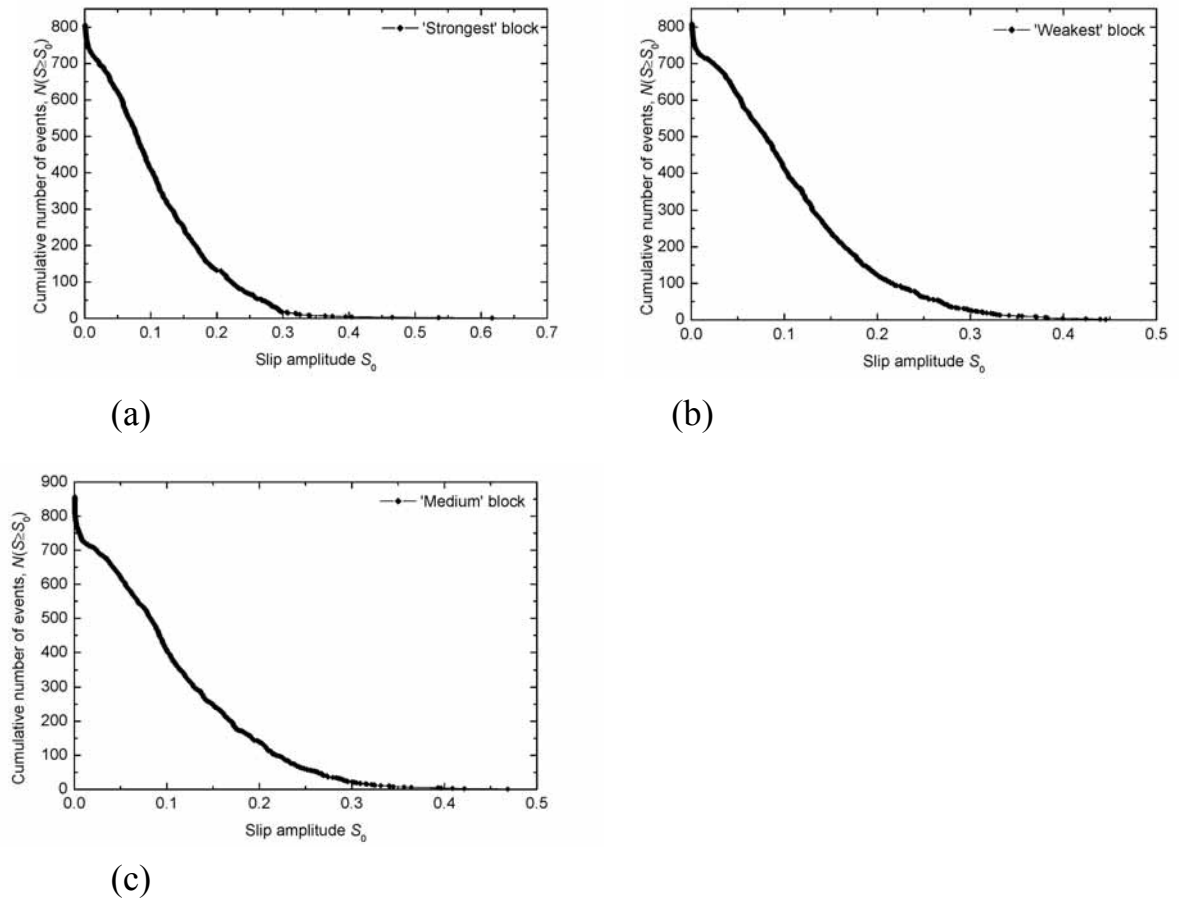 'Strongest' block
Cumulative number of events, N(S≥S₀)
800
700
600
500
400
300
200
100
0
0.0 0.1 0.2 0.3 0.4 0.5 0.6 0.7
Slip amplitude S₀
(a)
'Weakest' block
Cumulative number of events, N(S≥S₀)
800
700
600
500
400
300
200
100
0
0.0 0.1 0.2 0.3 0.4 0.5
Slip amplitude S₀
(b)
'Medium' block
Cumulative number of events, N(S≥S₀)
900
800
700
600
500
400
300
200
100
0
0.0 0.1 0.2 0.3 0.4 0.5
Slip amplitude S₀
(c)